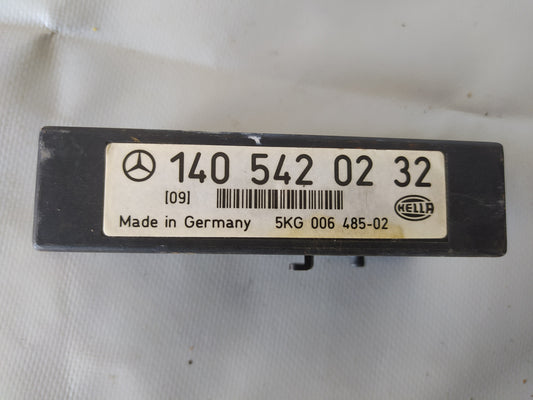 140 542 02 32
[09]
HELLA
Made in Germany 5KG 006 485-02